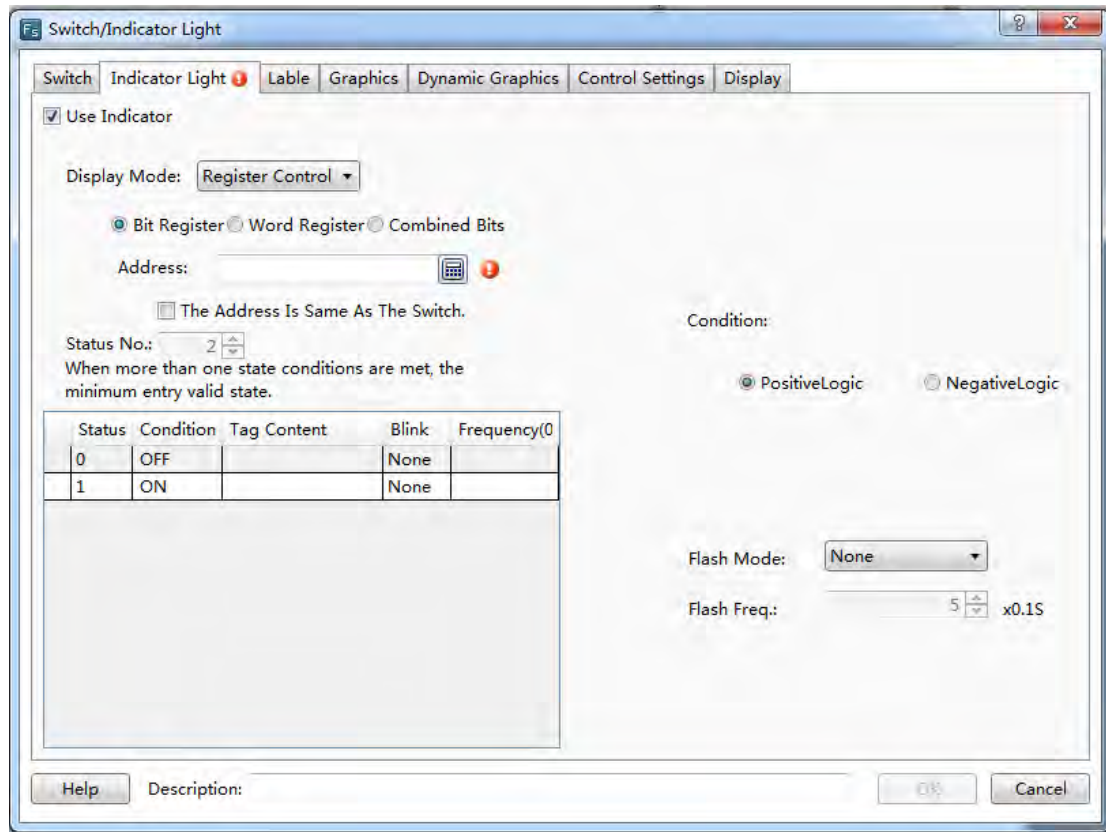 Fs Switch/Indicator Light
Switch Indicator Light Lable Graphics Dynamic Graphics Control Settings Display
Use Indicator
Display Mode: Register Control
Bit Register Word Register Combined Bits
Address:
The Address Is Same As The Switch.
Condition:
Status No.: 2
When more than one state conditions are met, the
minimum entry valid state.
PositiveLogic NegativeLogic
Status Condition Tag Content Blink Frequency(0
0 OFF None
1 ON None
Flash Mode: None
Flash Freq.: 5 x0.1S
Help Description: OK Cancel